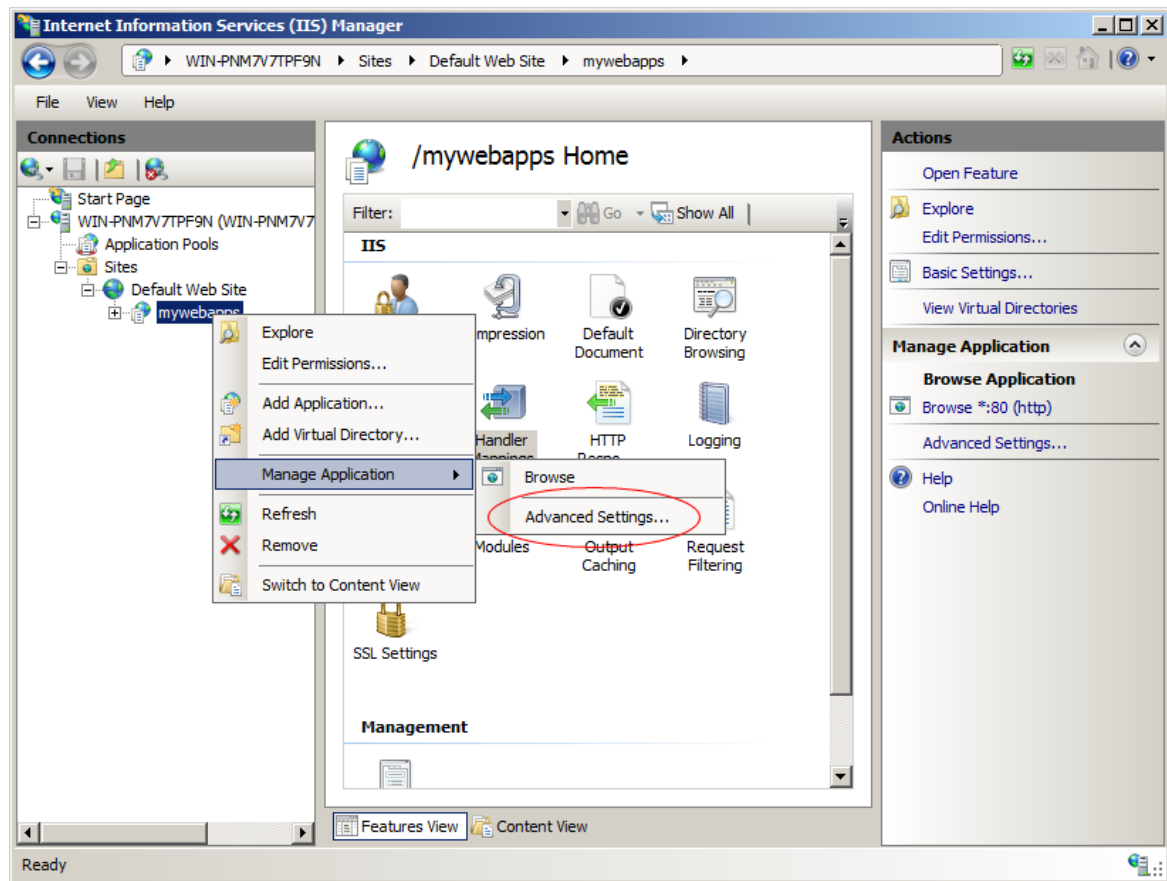 Internet Information Services (IIS) Manager
WIN-PNM7V7TPF9N Sites Default Web Site mywebapps
File View Help
Connections
Start Page
WIN-PNM7V7TPF9N (WIN-PNM7V7
Application Pools
Sites
Default Web Site
mywebapps
Explore
Edit Permissions...
Add Application...
Add Virtual Directory...
Manage Application
Refresh
Remove
Switch to Content View
Browse
Advanced Settings...
/mywebapps Home
Filter: Go Show All
IIS
mpression
Default
Document
Directory
Browsing
Handler
Mappings
HTTP
Respo...
Logging
Modules
Output
Caching
Request
Filtering
SSL Settings
Management
Features View Content View
Actions
Open Feature
Explore
Edit Permissions...
Basic Settings...
View Virtual Directories
Manage Application
Browse Application
Browse *:80 (http)
Advanced Settings...
Help
Online Help
Ready